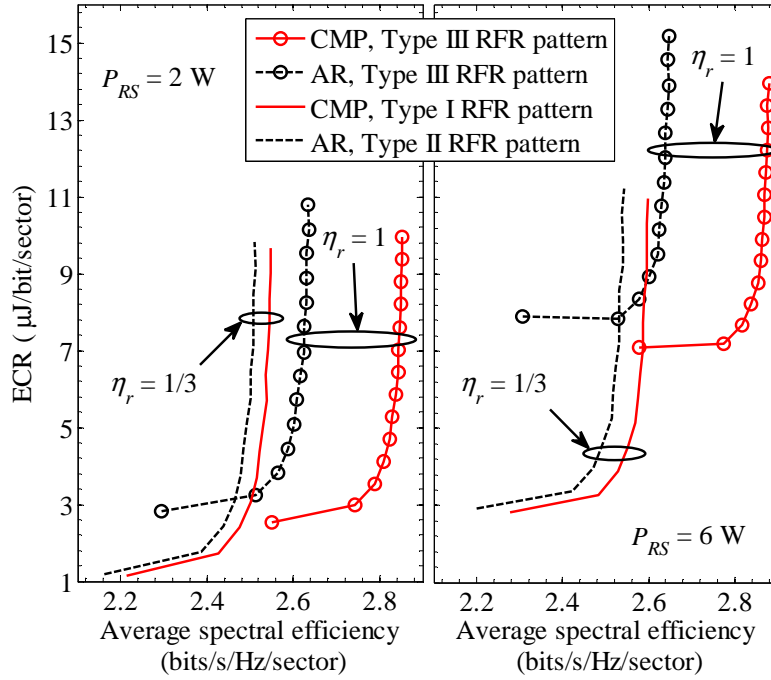 CMP, Type III RFR pattern
AR, Type III RFR pattern
CMP, Type I RFR pattern
AR, Type II RFR pattern
P_RS = 2 W
η_r = 1
η_r = 1/3
η_r = 1
η_r = 1/3
P_RS = 6 W
15
13
11
9
7
5
3
1
ECR ( μJ/bit/sector)
2.2 2.4 2.6 2.8
2.2 2.4 2.6 2.8
Average spectral efficiency
(bits/s/Hz/sector)
Average spectral efficiency
(bits/s/Hz/sector)